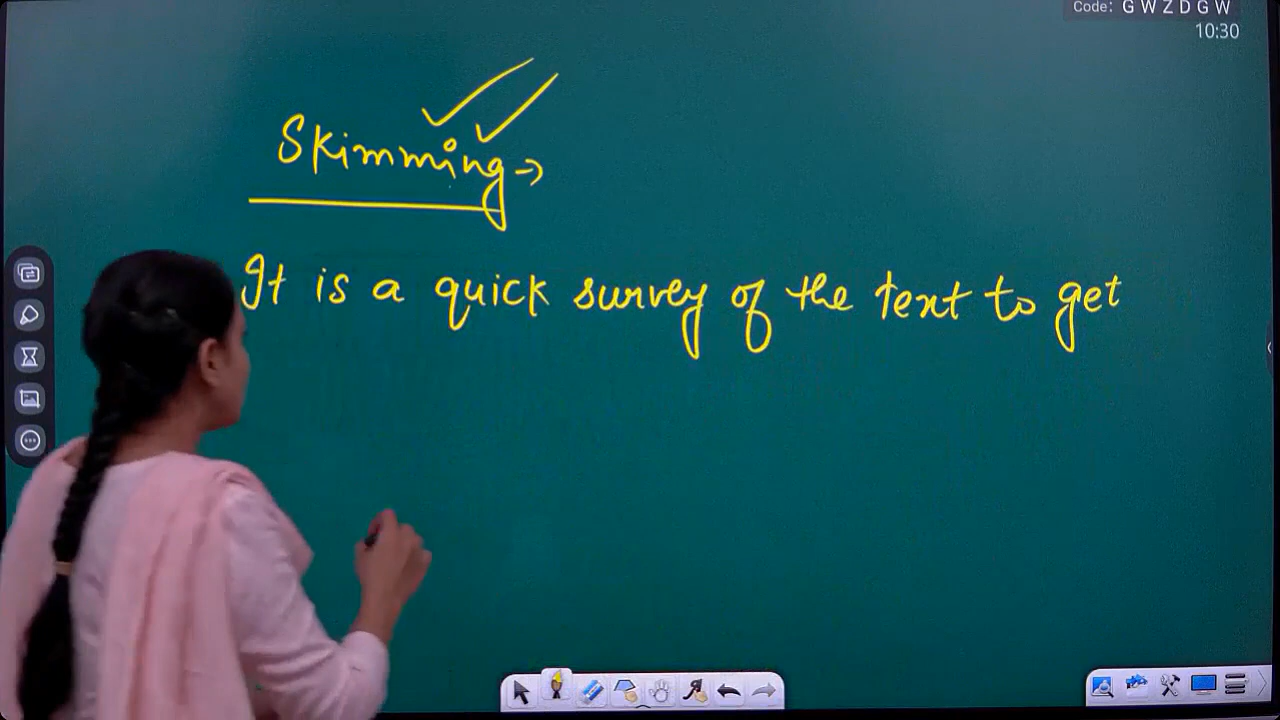 Code: G W Z D G W
10:30
Skimming →
It is a quick survey of the text to get